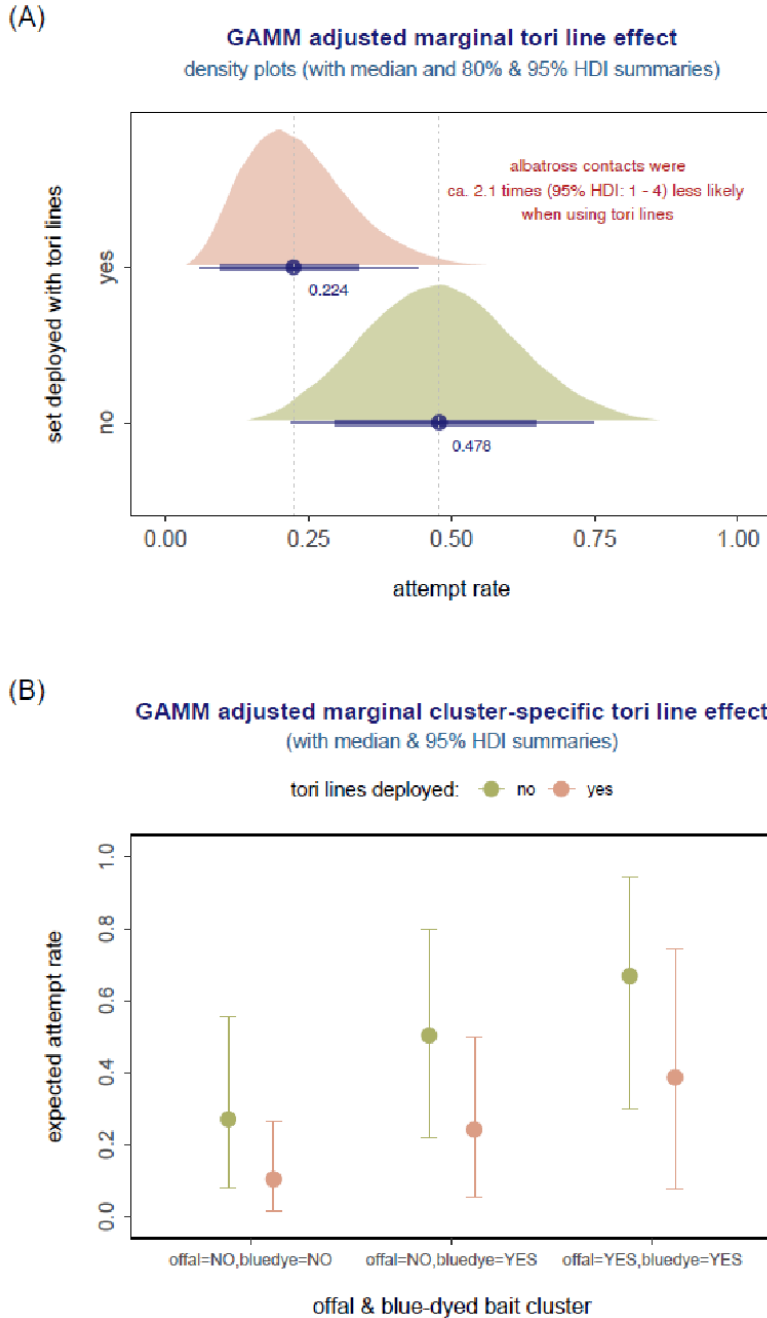 (A)
GAMM adjusted marginal tori line effect
density plots (with median and 80% & 95% HDI summaries)
albatross contacts were
ca. 2.1 times (95% HDI: 1 - 4) less likely
when using tori lines
set deployed with tori lines
yes
0.224
no
0.478
0.00 0.25 0.50 0.75 1.00
attempt rate
(B)
GAMM adjusted marginal cluster-specific tori line effect
(with median & 95% HDI summaries)
tori lines deployed: no yes
expected attempt rate
1.0
0.8
0.6
0.4
0.2
0.0
offal=NO,bluedye=NO offal=NO,bluedye=YES offal=YES,bluedye=YES
offal & blue-dyed bait cluster